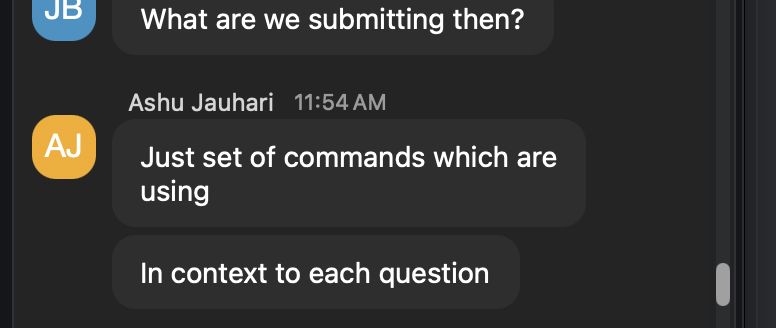 JB
What are we submitting then?
Ashu Jauhari 11:54 AM
AJ
Just set of commands which are
using
In context to each question